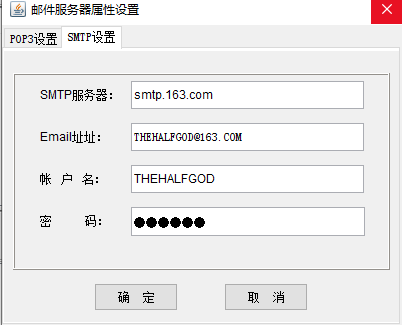 邮件服务器属性设置
POP3设置 SMTP设置
SMTP服务器： smtp.163.com
Email址址： THEHALFGOD@163.COM
帐 户 名： THEHALFGOD
密 码： ●●●●●●
确 定 取 消